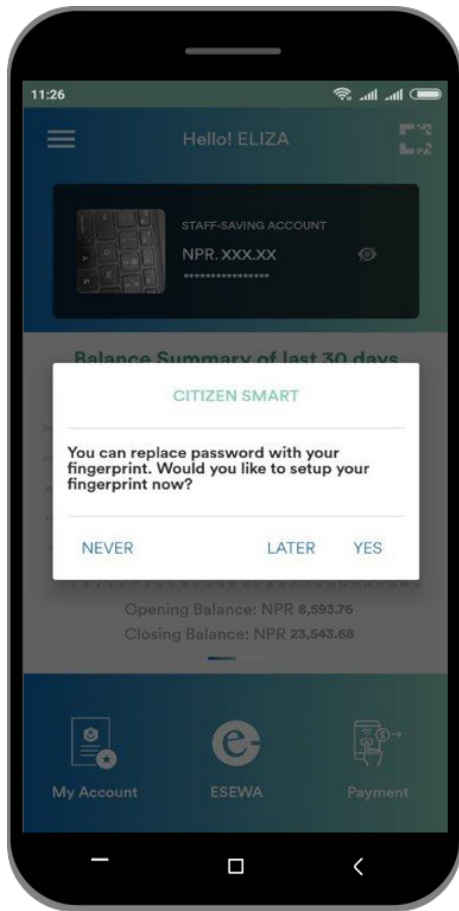 11:26
Hello! ELIZA
STAFF-SAVING ACCOUNT
NPR. XXX.XX
****************
Balance Summary of last 30 days
CITIZEN SMART
You can replace password with your
fingerprint. Would you like to setup your
fingerprint now?
NEVER LATER YES
Opening Balance: NPR 8,593.76
Closing Balance: NPR 23,543.68
My Account ESEWA Payment